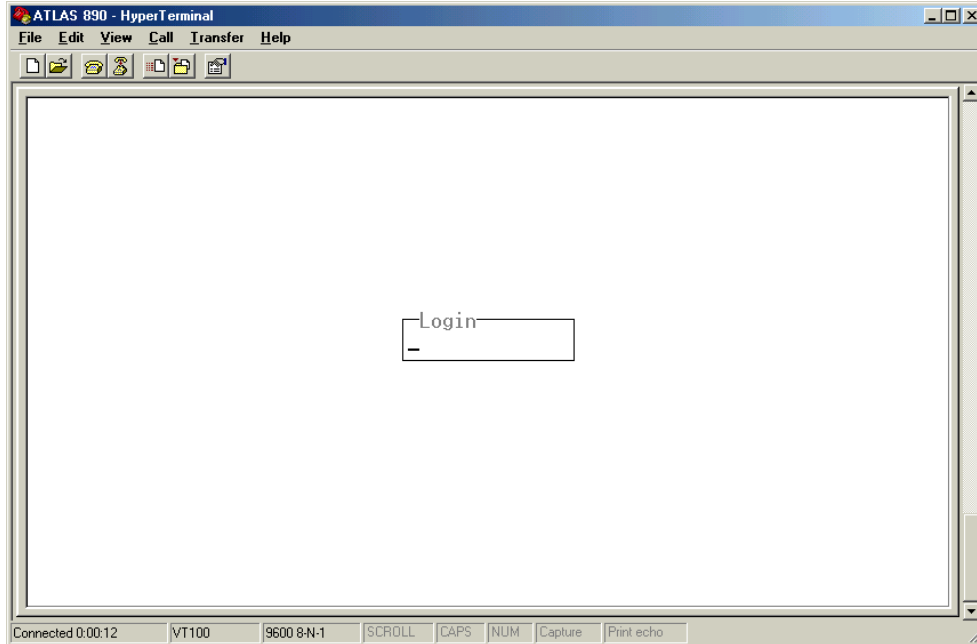 ATLAS 890 - HyperTerminal
File Edit View Call Transfer Help
Login
Connected 0:00:12 VT100 9600 8-N-1 SCROLL CAPS NUM Capture Print echo